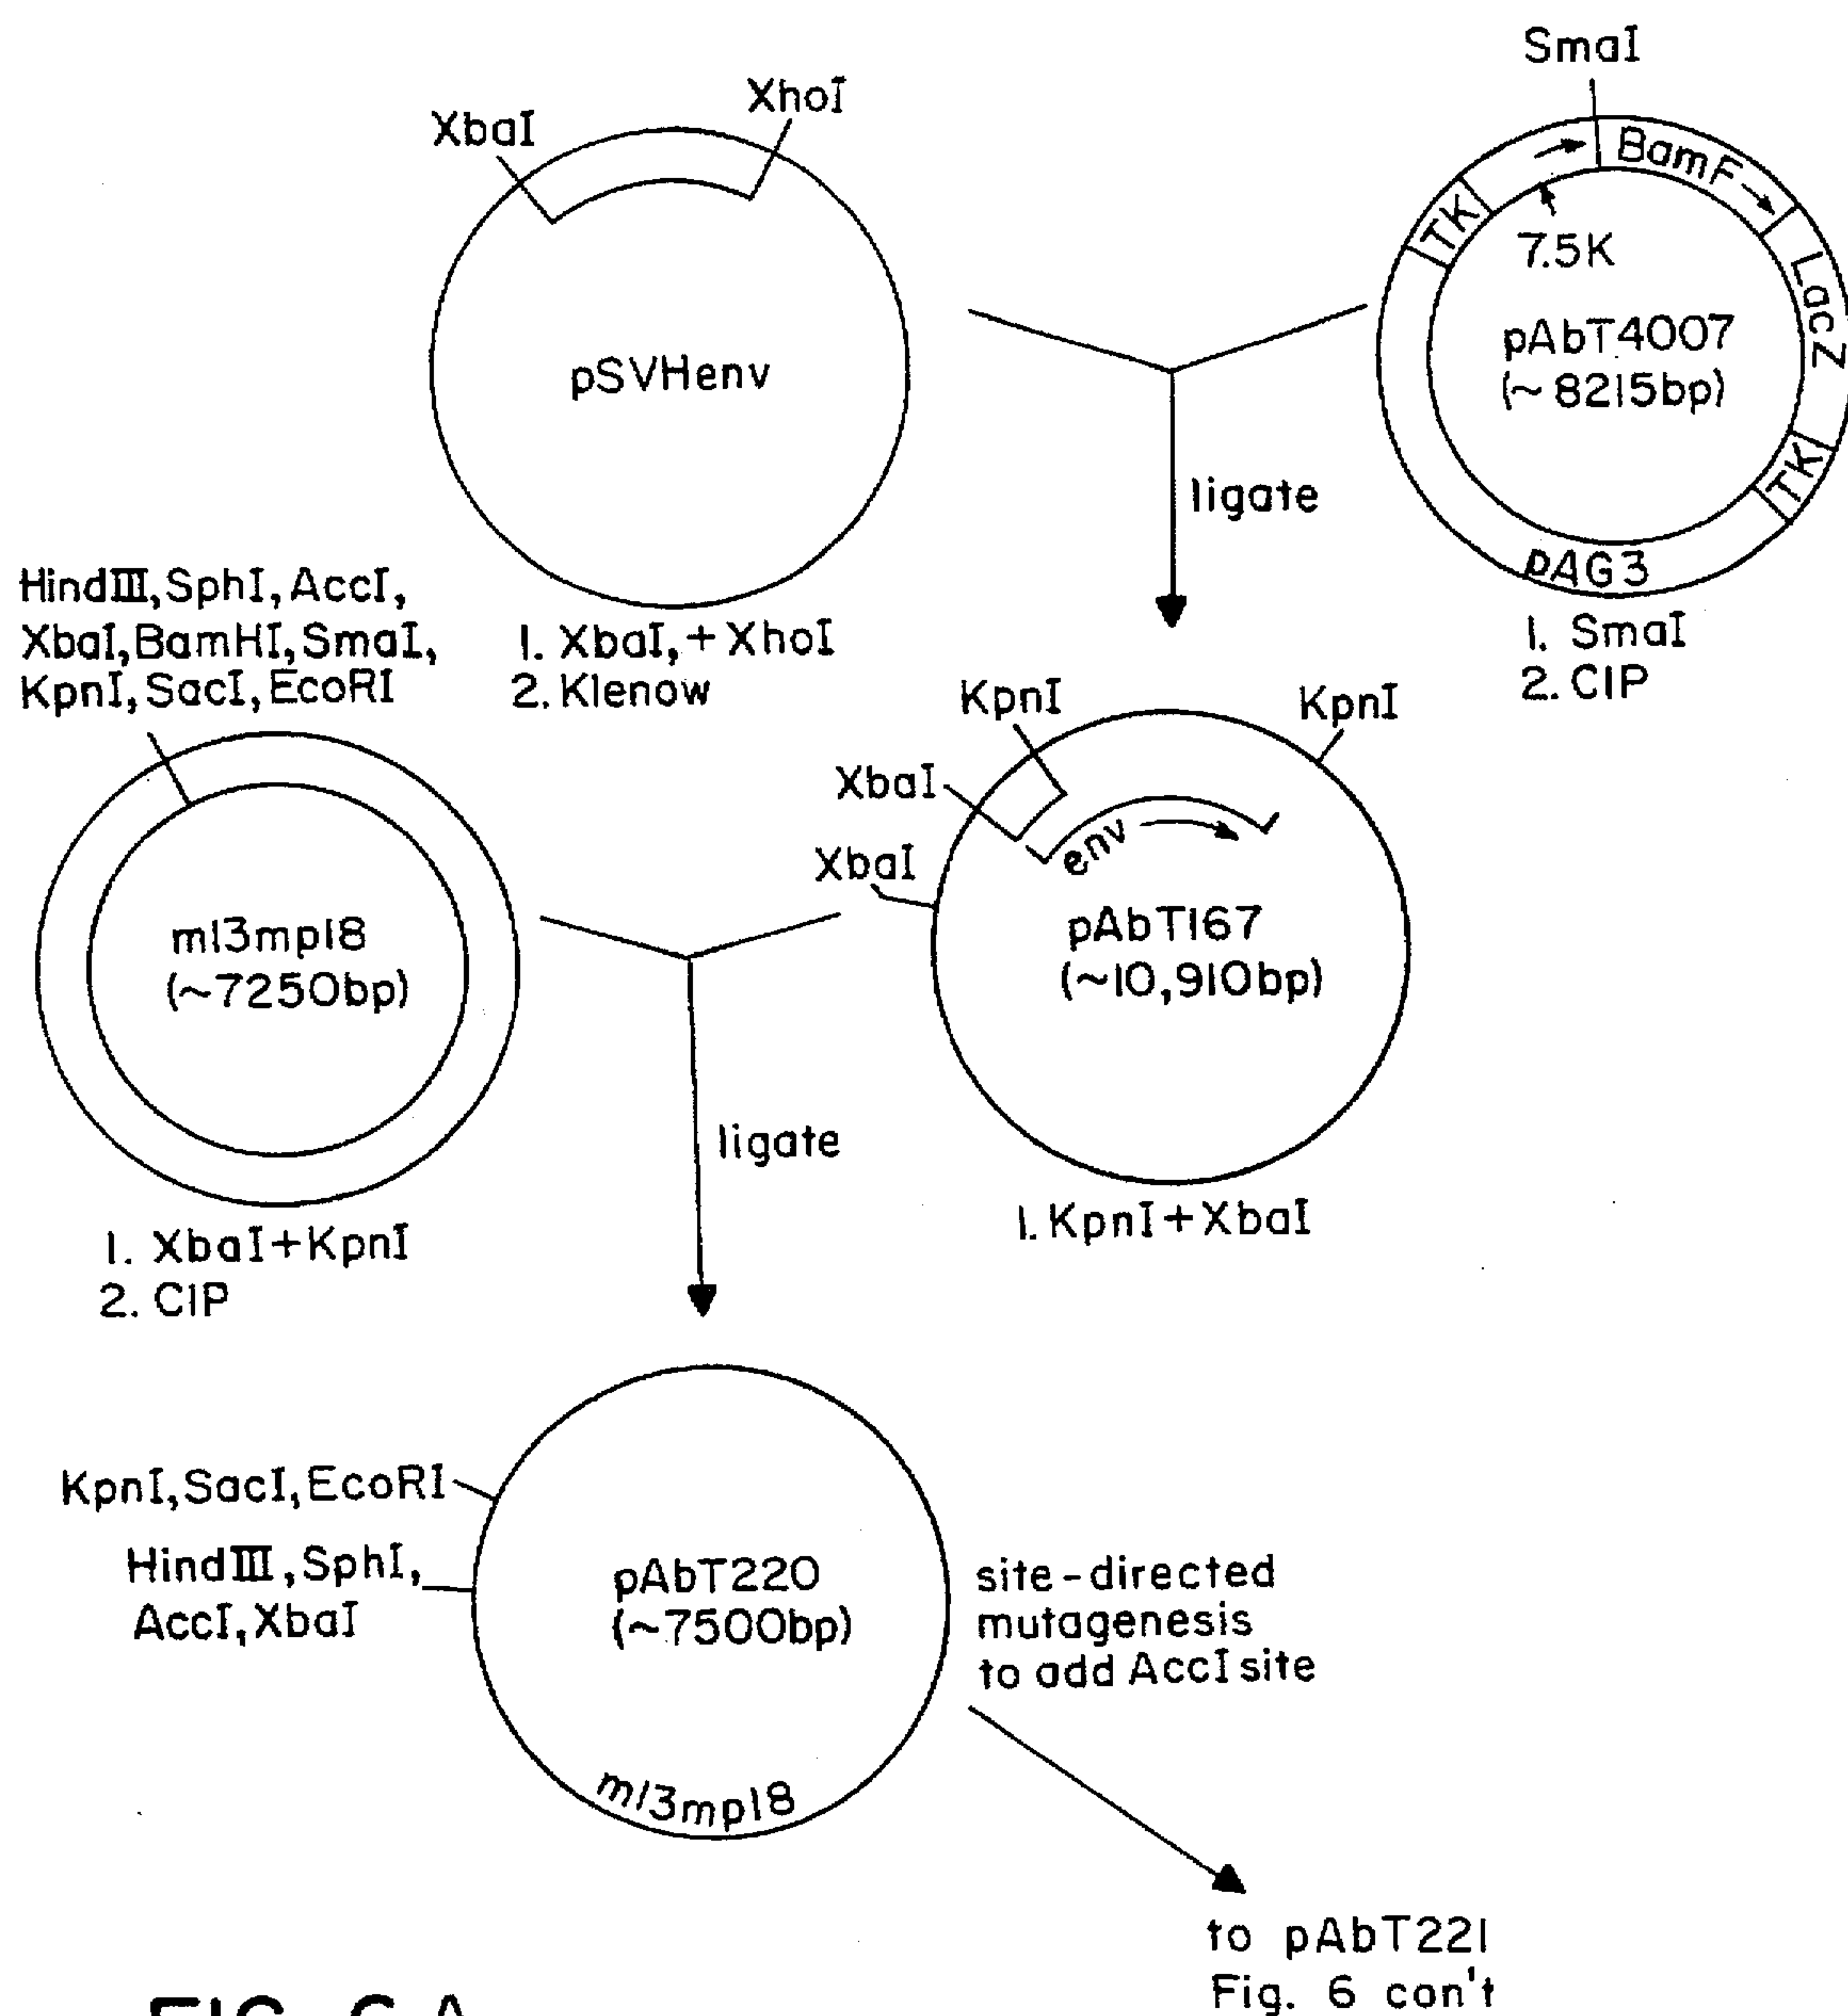 SmaI
XhoI
XbaI
BamF
TK
7.5K
LacZ
pAbT4007
(~8215bp)
TK
pAG3
pSVHenv
ligate
HindIII, SphI, AccI,
XbaI, BamHI, SmaI,
KpnI, SacI, EcoRI
1. XbaI, + XhoI
2. Klenow
1. SmaI
2. CIP
KpnI
KpnI
XbaI
XbaI
env
pAbT167
(~10,910bp)
m13mp18
(~7250bp)
ligate
1. KpnI+XbaI
1. XbaI+KpnI
2. CIP
KpnI, SacI, EcoRI
HindIII, SphI,
AccI, XbaI
pAbT220
(~7500bp)
site-directed
mutagenesis
to add AccI site
m13mp18
to pAbT221
Fig. 6 con't
FIG. 6A